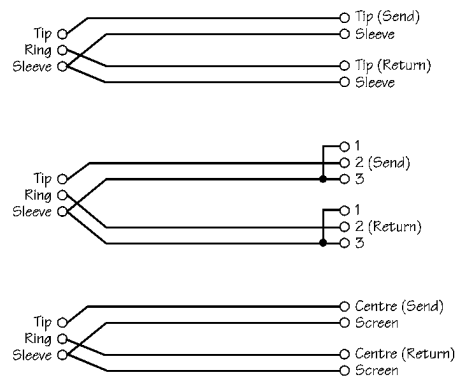 Tip (Send)
Tip
Sleeve
Ring
Sleeve
Tip (Return)
Sleeve
1
2 (Send)
Tip
3
Ring
Sleeve
1
2 (Return)
3
Centre (Send)
Tip
Screen
Ring
Sleeve
Centre (Return)
Screen